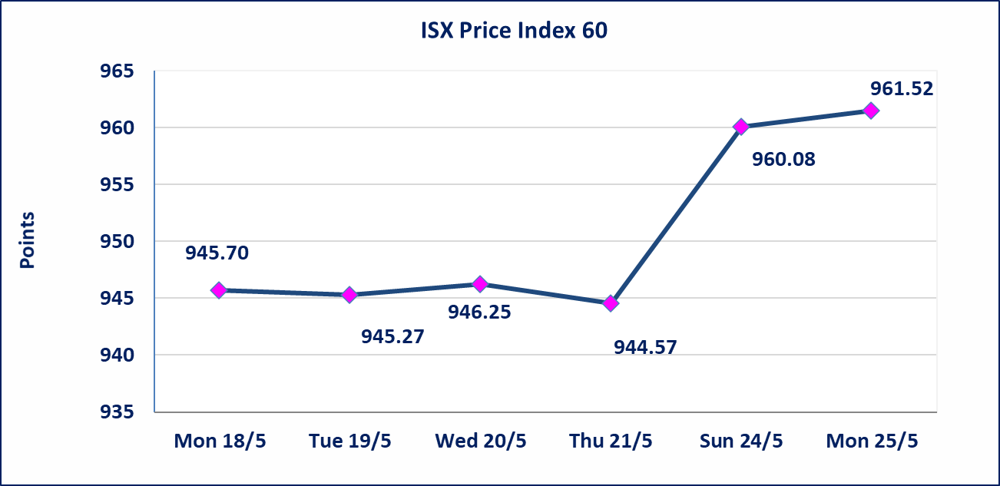 ISX Price Index 60
Points
965
960
955
950
945
940
935
945.70
945.27
946.25
944.57
960.08
961.52
Mon 18/5
Tue 19/5
Wed 20/5
Thu 21/5
Sun 24/5
Mon 25/5